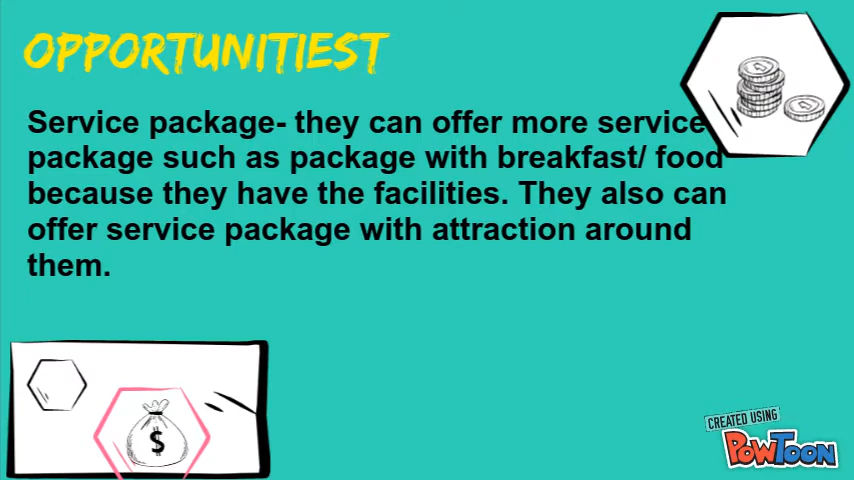 OPPORTUNITIEST
Service package- they can offer more service
package such as package with breakfast/ food
because they have the facilities. They also can
offer service package with attraction around
them.
$
CREATED USING
POWTOON